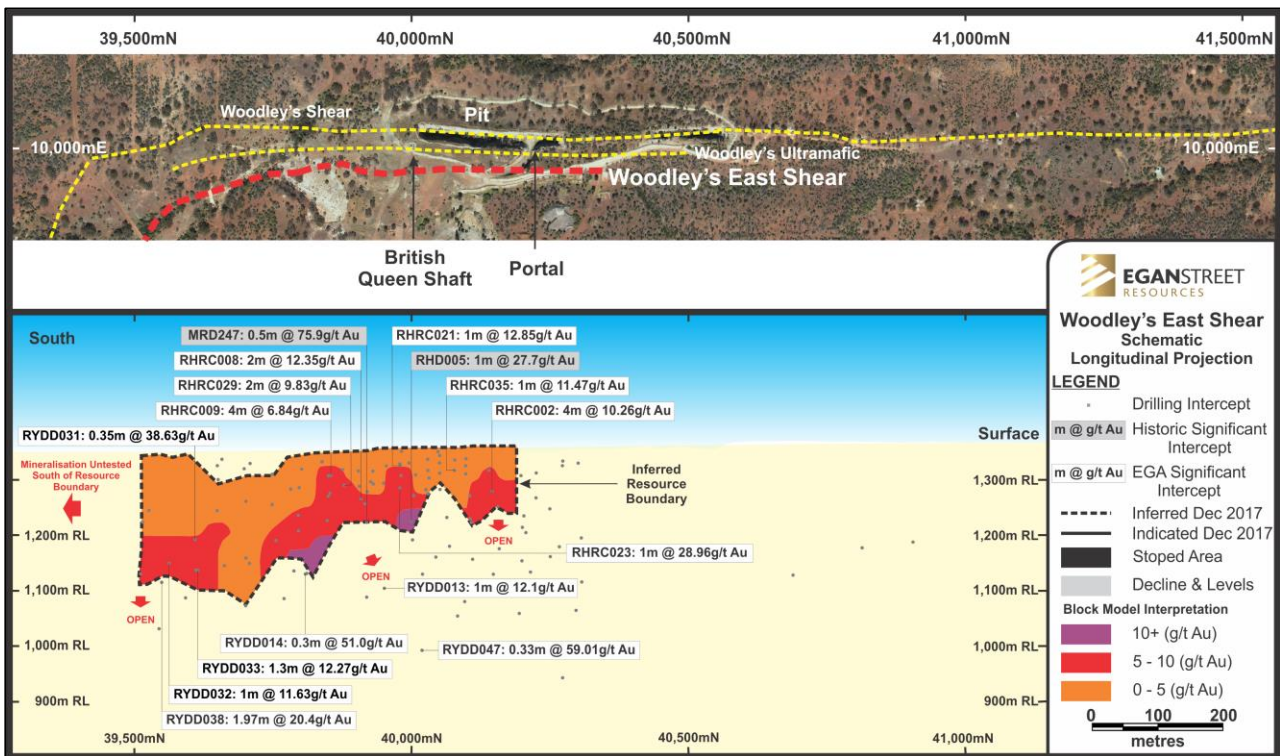 39,500mN
40,000mN
40,500mN
41,000mN
41,500mN
Woodley's Shear
Pit
10,000mE
10,000mE
Woodley's Ultramafic
Woodley's East Shear
British
Queen Shaft
Portal
EGANSTREET
RESOURCES
Woodley's East Shear
Schematic
Longitudinal Projection
LEGEND
Drilling Intercept
m @ g/t Au
Historic Significant
Intercept
m @ g/t Au
EGA Significant
Intercept
Inferred Dec 2017
Indicated Dec 2017
Stoped Area
Decline & Levels
Block Model Interpretation
10+ (g/t Au)
5 - 10 (g/t Au)
0 - 5 (g/t Au)
0 100 200
metres
South
MRD247: 0.5m @ 75.9g/t Au
RHRC021: 1m @ 12.85g/t Au
RHRC008: 2m @ 12.35g/t Au
RHD005: 1m @ 27.7g/t Au
RHRC029: 2m @ 9.83g/t Au
RHRC035: 1m @ 11.47g/t Au
RHRC009: 4m @ 6.84g/t Au
RHRC002: 4m @ 10.26g/t Au
RYDD031: 0.35m @ 38.63g/t Au
Surface
Mineralisation Untested
South of Resource
Boundary
Inferred
Resource
Boundary
1,300m RL
1,200m RL
1,200m RL
OPEN
RHRC023: 1m @ 28.96g/t Au
OPEN
1,100m RL
RYDD013: 1m @ 12.1g/t Au
1,100m RL
OPEN
RYDD014: 0.3m @ 51.0g/t Au
1,000m RL
RYDD047: 0.33m @ 59.01g/t Au
1,000m RL
RYDD033: 1.3m @ 12.27g/t Au
RYDD032: 1m @ 11.63g/t Au
900m RL
900m RL
RYDD038: 1.97m @ 20.4g/t Au
39,500mN
40,000mN
40,500mN
41,000mN